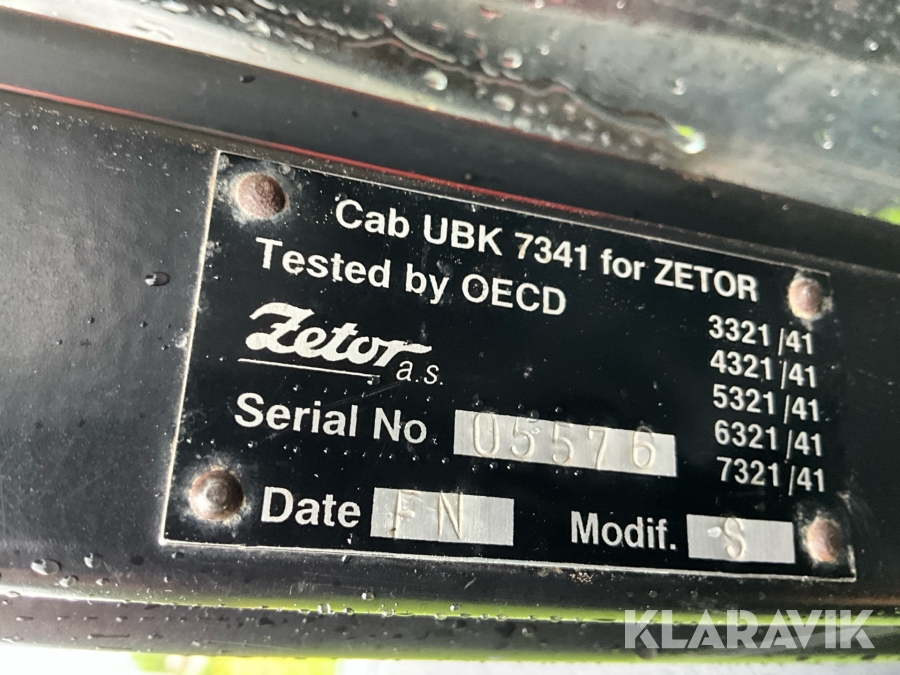 Cab UBK 7341 for ZETOR
Tested by OECD
3321/41
4321/41
5321/41
6321/41
7321/41
Zetor a.s.
Serial No 05576
Date FN
Modif. S
KLARAVIK